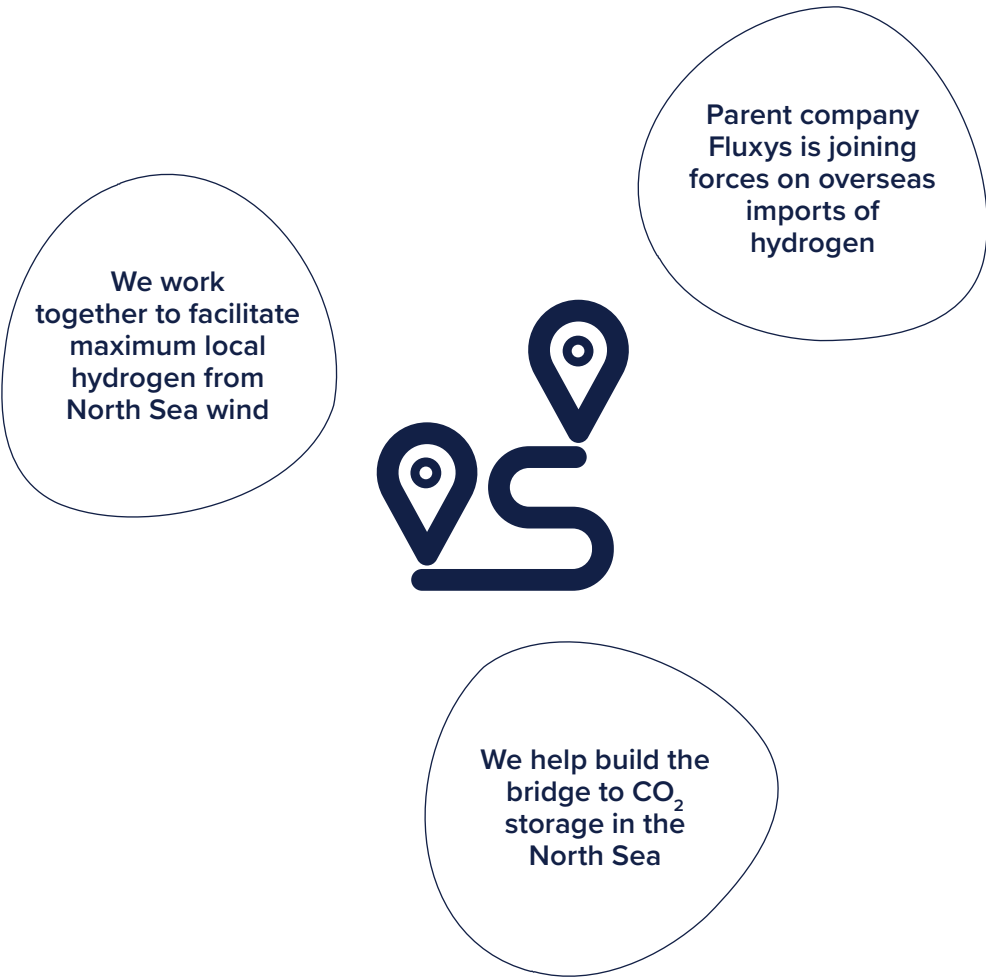 Parent company
Fluxys is joining
forces on overseas
imports of
hydrogen
We work
together to facilitate
maximum local
hydrogen from
North Sea wind
We help build the
bridge to CO₂
storage in the
North Sea